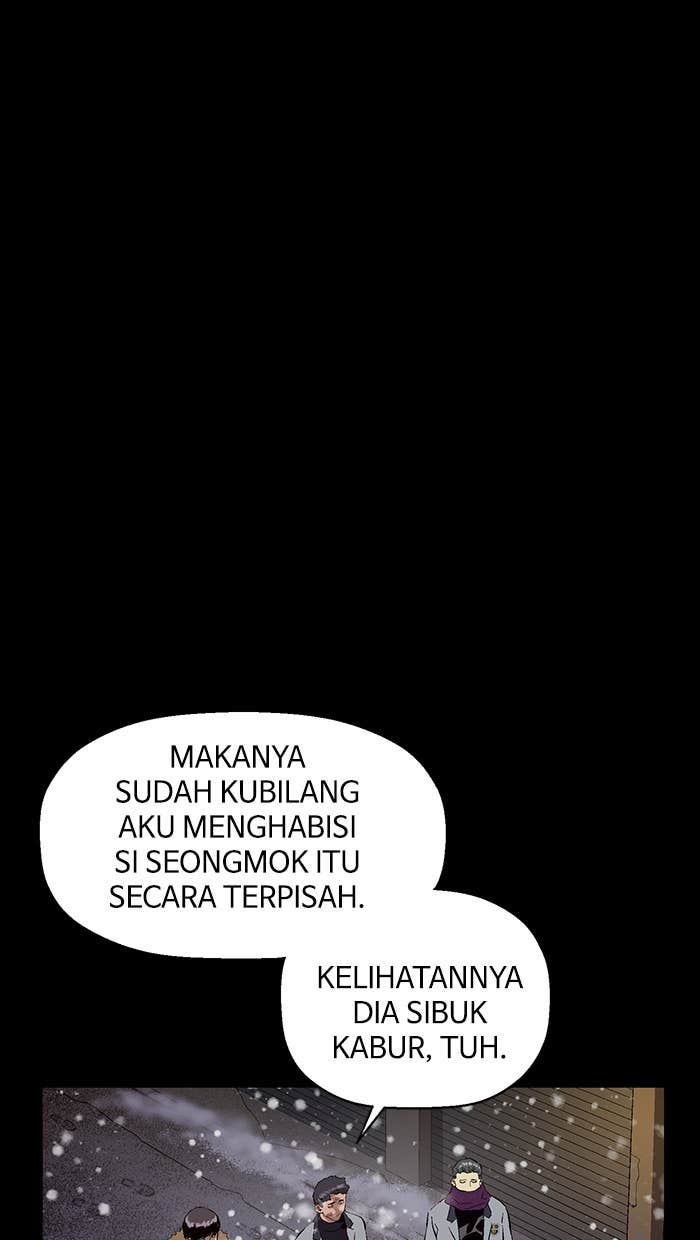 MAKANYA
SUDAH KUBILANG
AKU MENGHABISI
SI SEONGMOK ITU
SECARA TERPISAH.
KELIHATANNYA
DIA SIBUK
KABUR, TUH.